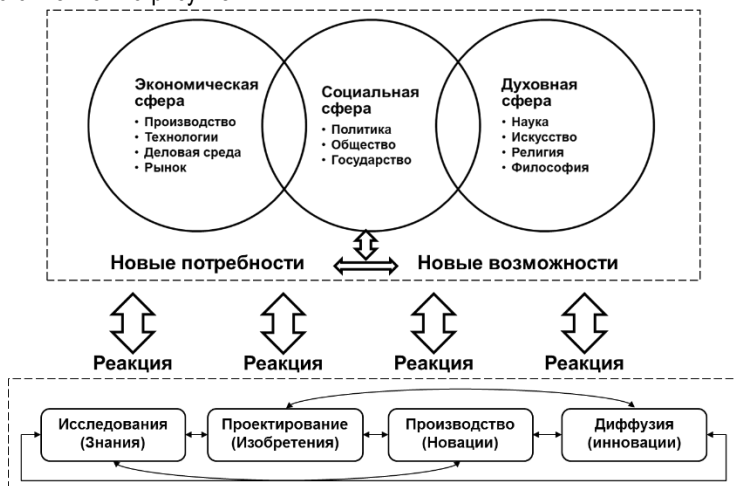 Экономическая
сфера
• Производство
• Технологии
• Деловая среда
• Рынок
Социальная
сфера
• Политика
• Общество
• Государство
Духовная
сфера
• Наука
• Искусство
• Религия
• Философия
Новые потребности
Новые возможности
Реакция
Реакция
Реакция
Реакция
Исследования
(Знания)
Проектирование
(Изобретения)
Производство
(Новации)
Диффузия
(инновации)